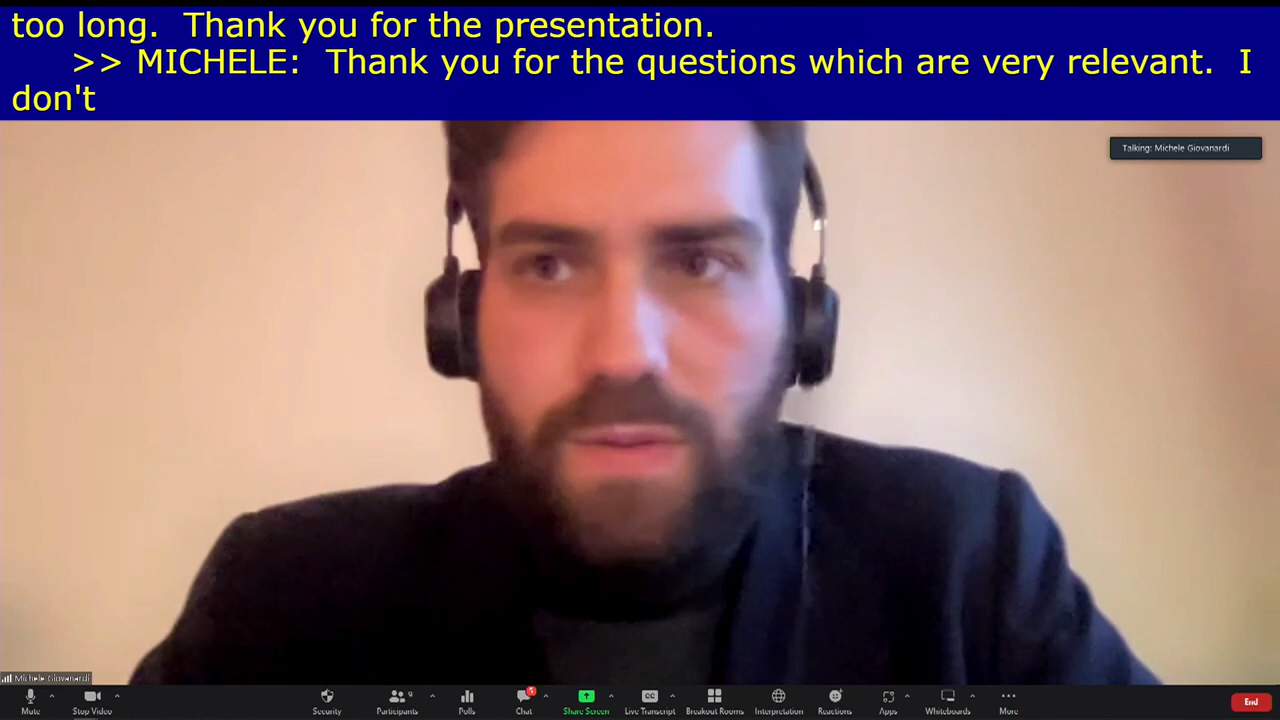 too long.  Thank you for the presentation.
>> MICHELE:  Thank you for the questions which are very relevant.  I
don't
Talking: Michele Giovanardi
Michele Giovanardi
Mute
Stop Video
Security
Participants
9
Polls
Chat
5
Share Screen
Live Transcript
Breakout Rooms
Interpretation
Reactions
Apps
Whiteboards
More
End